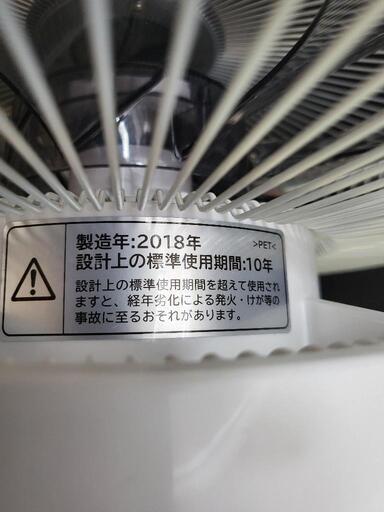 製造年:2018年 >PET<
設計上の標準使用期間:10年
設計上の標準使用期間を超えて使用され
ますと、経年劣化による発火・けが等の
事故に至るおそれがあります。